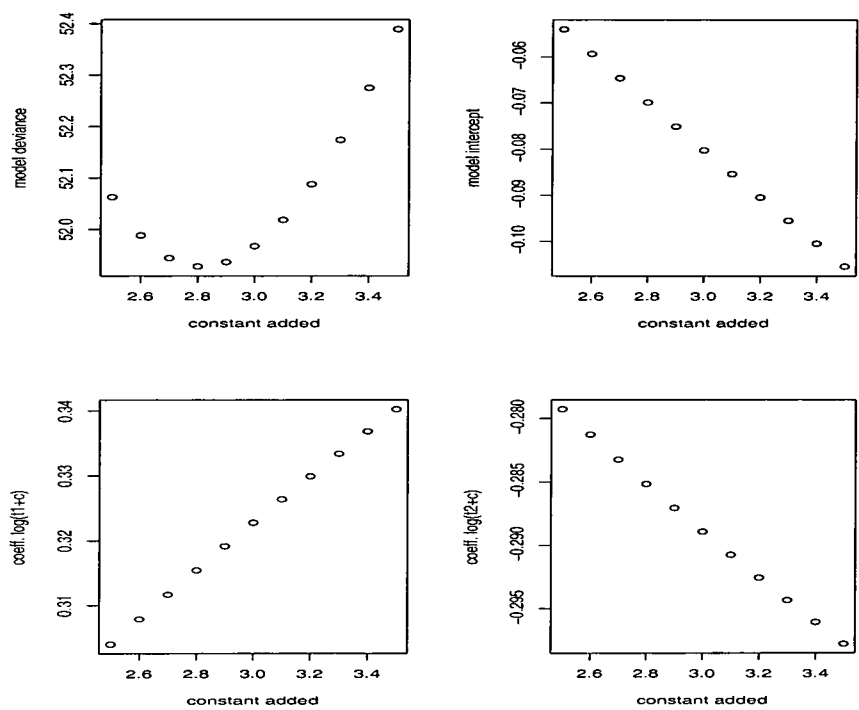 model deviance
52.4
52.3
52.2
52.1
52.0
2.6 2.8 3.0 3.2 3.4
constant added
model intercept
-0.06
-0.07
-0.08
-0.09
-0.10
2.6 2.8 3.0 3.2 3.4
constant added
coeff. log(t1+c)
0.34
0.33
0.32
0.31
2.6 2.8 3.0 3.2 3.4
constant added
coeff. log(t2+c)
-0.280
-0.285
-0.290
-0.295
2.6 2.8 3.0 3.2 3.4
constant added